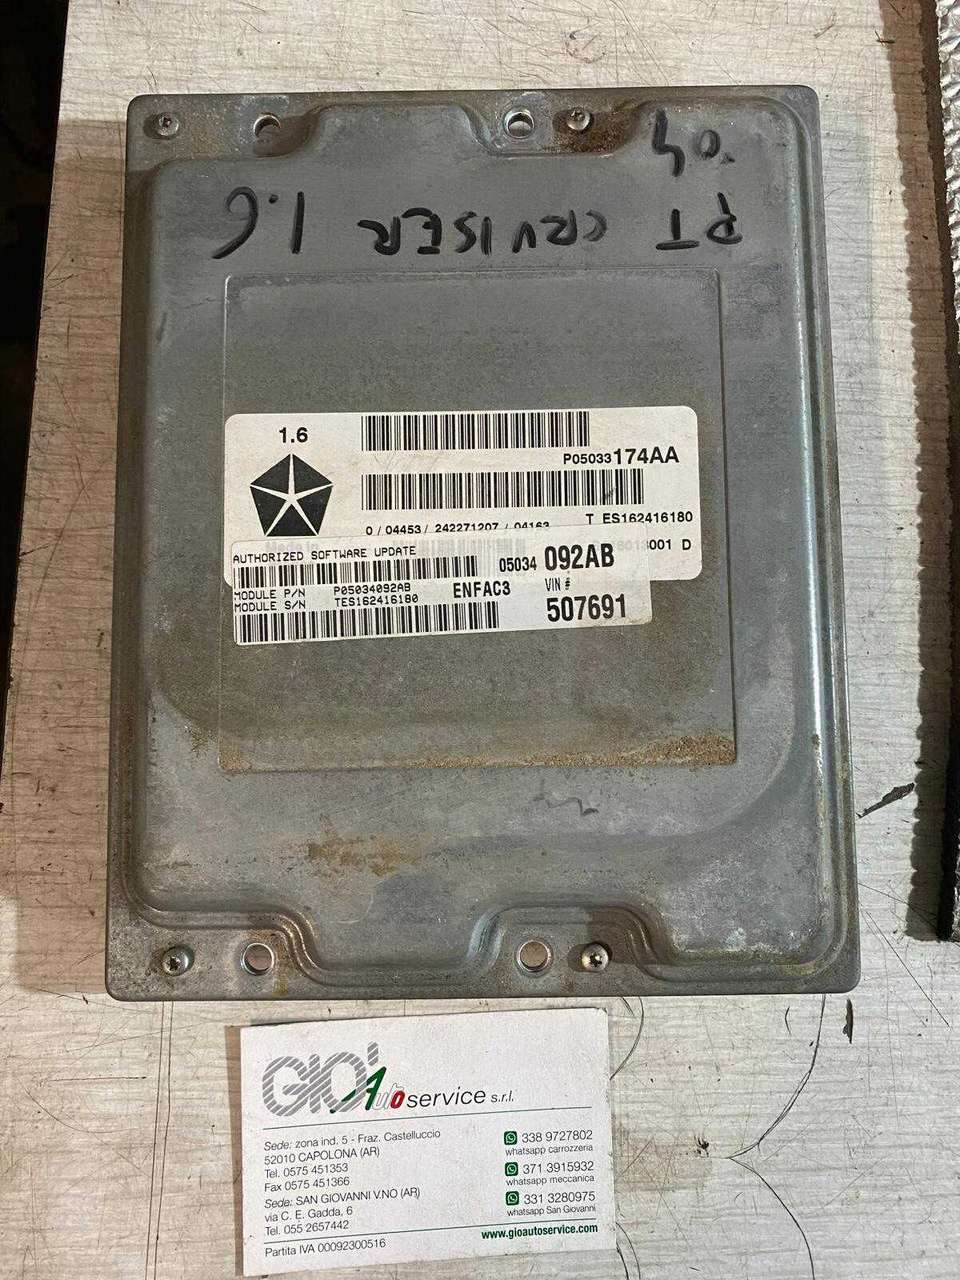 '04
PT CRUISER 1.6
1.6
P05033174AA
0 / 04453 / 242271207 / 04163
T ES162416180
001 D
AUTHORIZED SOFTWARE UPDATE
05034 092AB
MODULE P/N P05034092AB
MODULE S/N TES162416180
ENFAC3
VIN #
507691
GIO' Auto service s.r.l.
Sede: zona ind. 5 - Fraz. Castelluccio
52010 CAPOLONA (AR)
Tel. 0575 451353
Fax 0575 451366
Sede: SAN GIOVANNI V.NO (AR)
via C. E. Gadda, 6
Tel. 055 2657442
Partita IVA 00092300516
338 9727802
whatsapp carrozzeria
371 3915932
whatsapp meccanica
331 3280975
whatsapp San Giovanni
www.gioautoservice.com